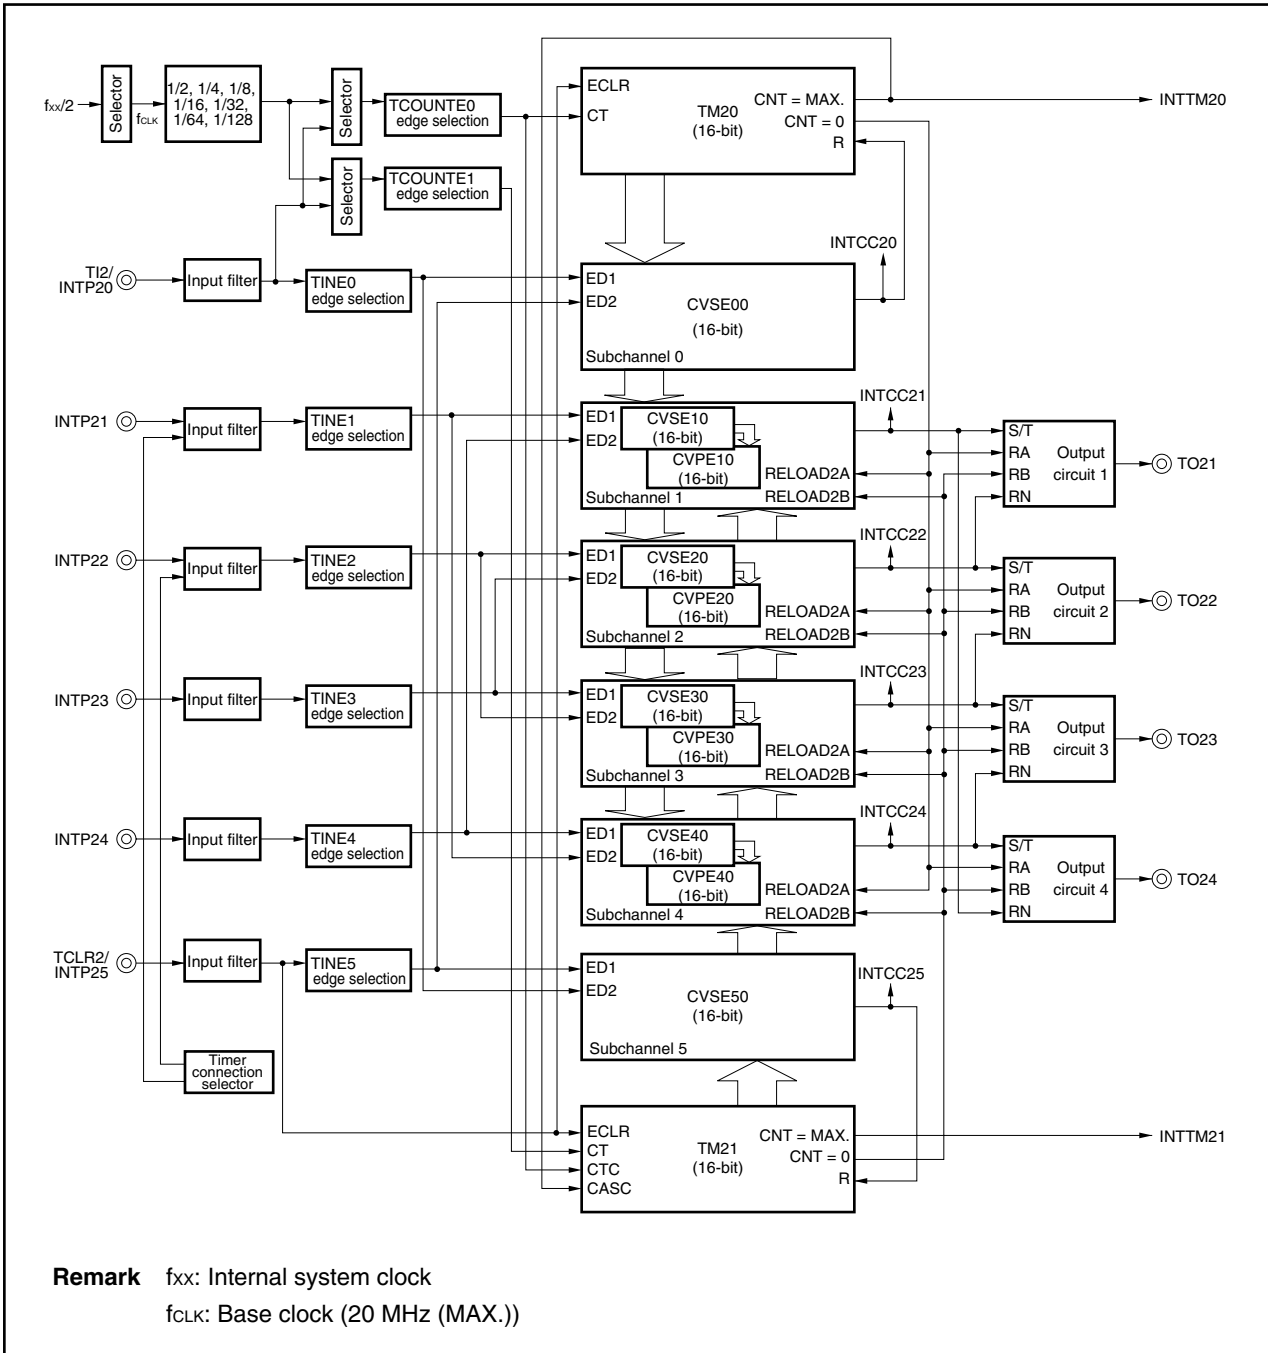 fxx/2
Selector
fCLK
1/2, 1/4, 1/8,
1/16, 1/32,
1/64, 1/128
Selector
TCOUNTE0
edge selection
Selector
TCOUNTE1
edge selection
ECLR
CT
TM20
(16-bit)
CNT = MAX.
CNT = 0
R
INTTM20
TI2/
INTP20
Input filter
TINE0
edge selection
ED1
ED2
CVSE00
(16-bit)
Subchannel 0
INTCC20
INTP21
Input filter
TINE1
edge selection
ED1
ED2
CVSE10
(16-bit)
CVPE10
(16-bit)
Subchannel 1
RELOAD2A
RELOAD2B
INTCC21
S/T
RA
RB
RN
Output
circuit 1
TO21
INTP22
Input filter
TINE2
edge selection
ED1
ED2
CVSE20
(16-bit)
CVPE20
(16-bit)
Subchannel 2
RELOAD2A
RELOAD2B
INTCC22
S/T
RA
RB
RN
Output
circuit 2
TO22
INTP23
Input filter
TINE3
edge selection
ED1
ED2
CVSE30
(16-bit)
CVPE30
(16-bit)
Subchannel 3
RELOAD2A
RELOAD2B
INTCC23
S/T
RA
RB
RN
Output
circuit 3
TO23
INTP24
Input filter
TINE4
edge selection
ED1
ED2
CVSE40
(16-bit)
CVPE40
(16-bit)
Subchannel 4
RELOAD2A
RELOAD2B
INTCC24
S/T
RA
RB
RN
Output
circuit 4
TO24
TCLR2/
INTP25
Input filter
TINE5
edge selection
ED1
ED2
CVSE50
(16-bit)
Subchannel 5
INTCC25
Timer
connection
selector
ECLR
CT
CTC
CASC
TM21
(16-bit)
CNT = MAX.
CNT = 0
R
INTTM21
Remark fxx: Internal system clock
fCLK: Base clock (20 MHz (MAX.))